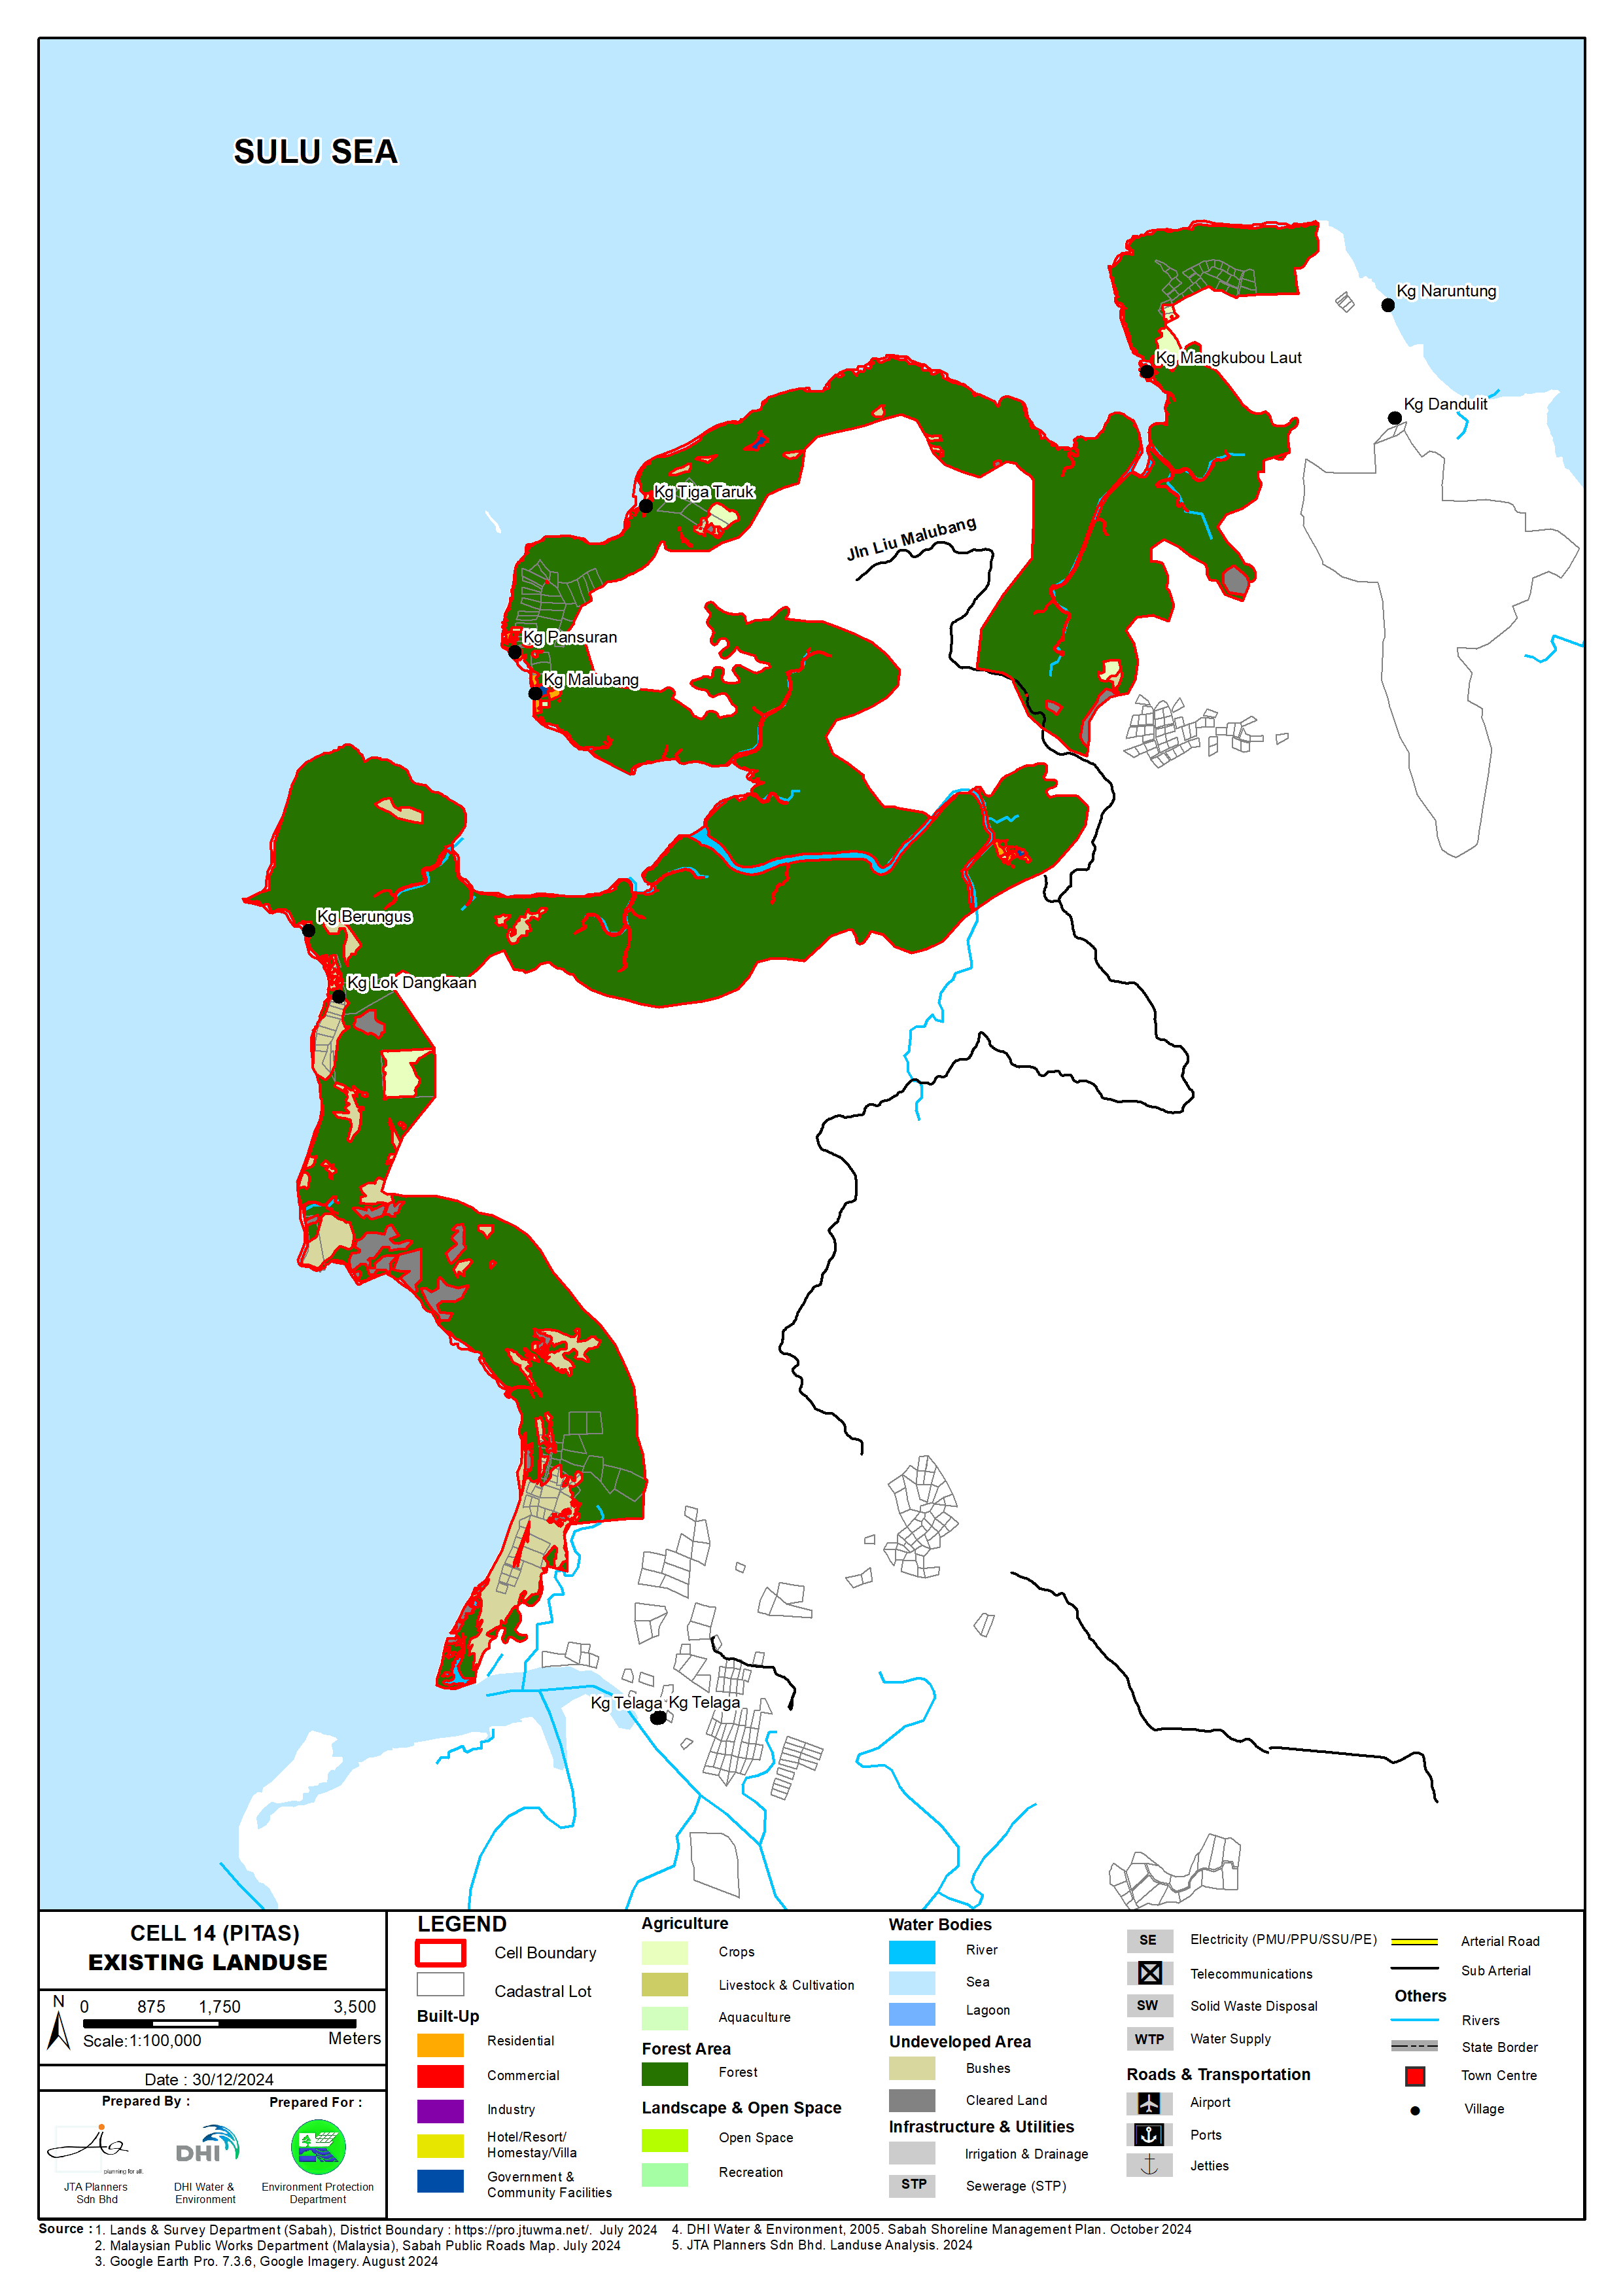 SULU SEA
Kg Naruntung
Kg Mangkubou Laut
Kg Dandulit
Kg Tiga Taruk
Jln Liu Malubang
Kg Pansuran
Kg Malubang
Kg Berungus
Kg Lok Dangkaan
Kg Telaga Kg Telaga
CELL 14 (PITAS)
EXISTING LANDUSE
N
0 875 1,750 3,500
Scale:1:100,000 Meters
Date : 30/12/2024
Prepared By : Prepared For :
planning for all.
DHI
JTA Planners
Sdn Bhd
DHI Water &
Environment
Environment Protection
Department
LEGEND
Cell Boundary
Cadastral Lot
Built-Up
Residential
Commercial
Industry
Hotel/Resort/
Homestay/Villa
Government &
Community Facilities
Agriculture
Crops
Livestock & Cultivation
Aquaculture
Forest Area
Forest
Landscape & Open Space
Open Space
Recreation
Water Bodies
River
Sea
Lagoon
Undeveloped Area
Bushes
Cleared Land
Infrastructure & Utilities
Irrigation & Drainage
STP Sewerage (STP)
SE Electricity (PMU/PPU/SSU/PE)
Telecommunications
SW Solid Waste Disposal
WTP Water Supply
Roads & Transportation
Airport
Ports
Jetties
Arterial Road
Sub Arterial
Others
Rivers
State Border
Town Centre
Village
Source : 1. Lands & Survey Department (Sabah), District Boundary : https://pro.jtuwma.net/. July 2024
2. Malaysian Public Works Department (Malaysia), Sabah Public Roads Map. July 2024
3. Google Earth Pro. 7.3.6, Google Imagery. August 2024
4. DHI Water & Environment, 2005. Sabah Shoreline Management Plan. October 2024
5. JTA Planners Sdn Bhd. Landuse Analysis. 2024